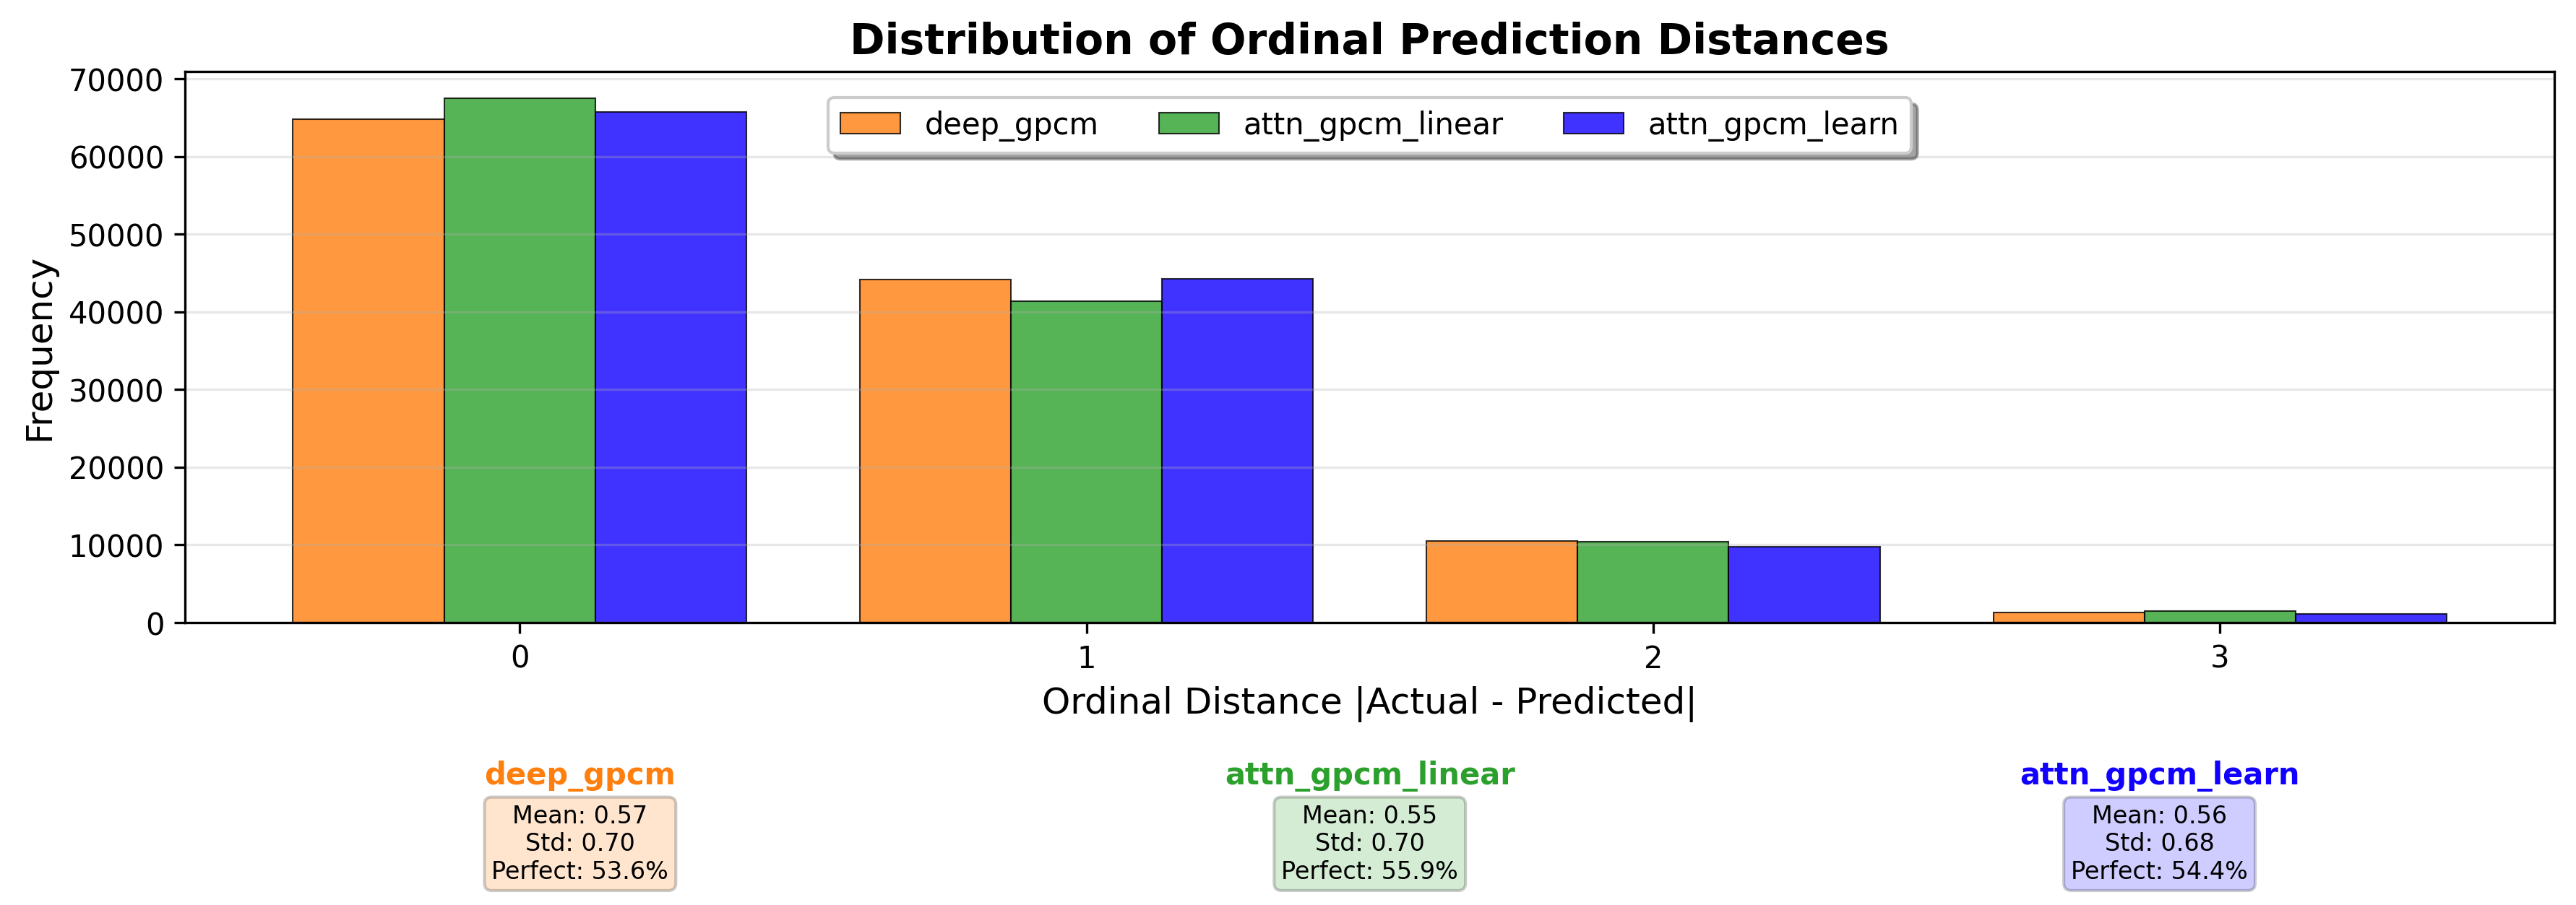 Distribution of Ordinal Prediction Distances
70000
60000
50000
40000
30000
20000
10000
0
Frequency
deep_gpcm attn_gpcm_linear attn_gpcm_learn
0 1 2 3
Ordinal Distance |Actual - Predicted|
deep_gpcm
Mean: 0.57
Std: 0.70
Perfect: 53.6%
attn_gpcm_linear
Mean: 0.55
Std: 0.70
Perfect: 55.9%
attn_gpcm_learn
Mean: 0.56
Std: 0.68
Perfect: 54.4%